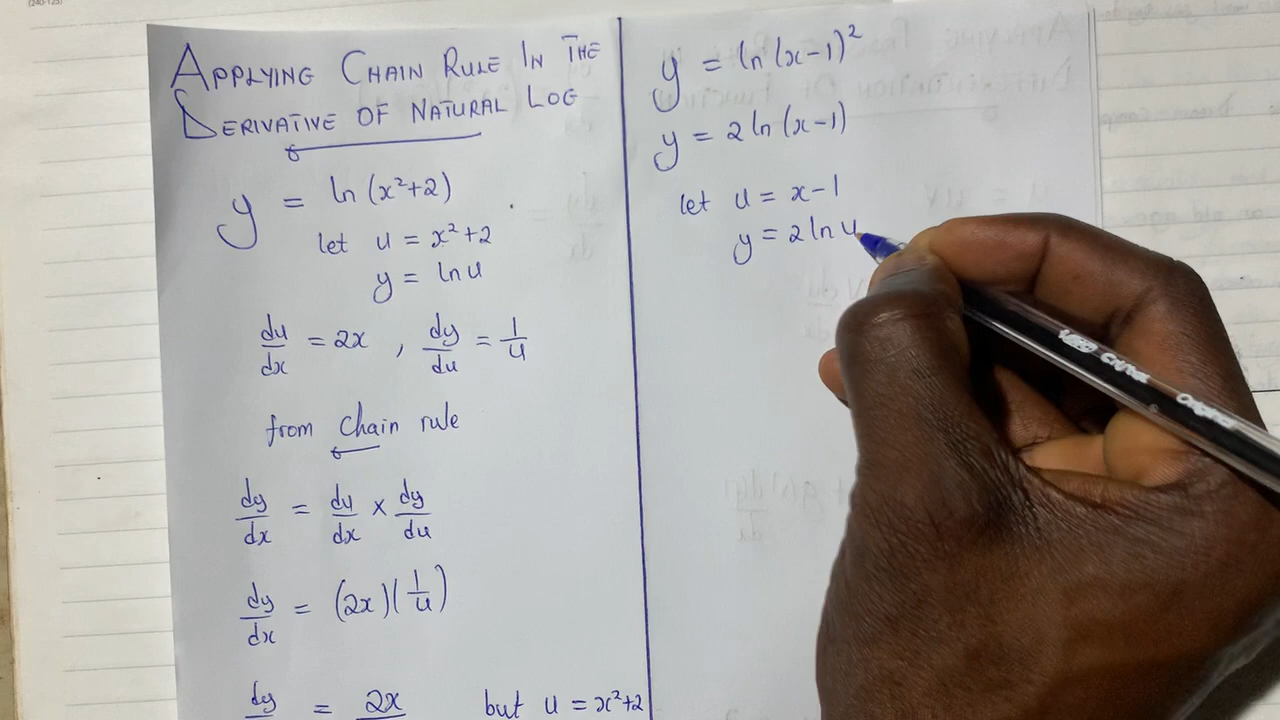 APPLYING CHAIN RULE IN THE
DERIVATIVE OF NATURAL LOG
y = ln (x²+2)
let u = x²+2
y = ln u
du/dx = 2x , dy/du = 1/u
from chain rule
dy/dx = du/dx × dy/du
dy/dx = (2x)(1/u)
dy = 2x but u = x²+2
y = ln (x-1)²
y = 2 ln (x-1)
let u = x-1
y = 2 ln u